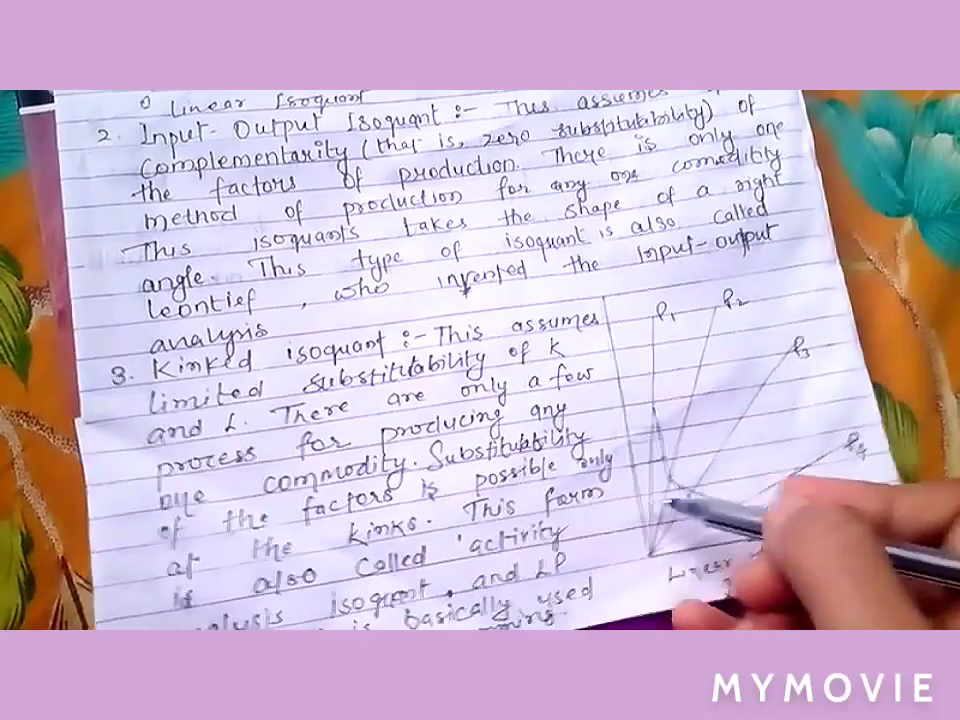 o Linear Isoquant
2. Input-Output Isoquant :- This assumes
complementarity (that is, zero substitutability) of
the factors of production. There is only one
method of production for any one comodity
This isoquants takes the shape of a right
angle. This type of isoquant is also called
leontief, who invented the Input-output
analysis
3. Kinked isoquant :- This assumes
limited substitutability of K
and L. There are only a few
process for producing any
one commodity. Substitutability
of the factors is possible only
at the kinks. This form
is also called 'activity
isoquant, and LP
is basically used
P1
P2
P3
P4
MYMOVIE